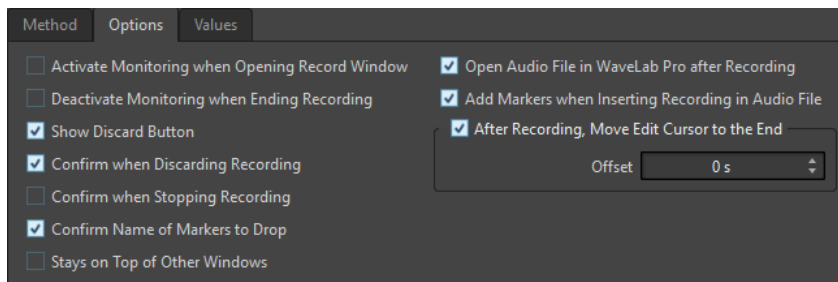 Method Options Values
Activate Monitoring when Opening Record Window
Deactivate Monitoring when Ending Recording
Show Discard Button
Confirm when Discarding Recording
Confirm when Stopping Recording
Confirm Name of Markers to Drop
Stays on Top of Other Windows
Open Audio File in WaveLab Pro after Recording
Add Markers when Inserting Recording in Audio File
After Recording, Move Edit Cursor to the End
Offset 0 s